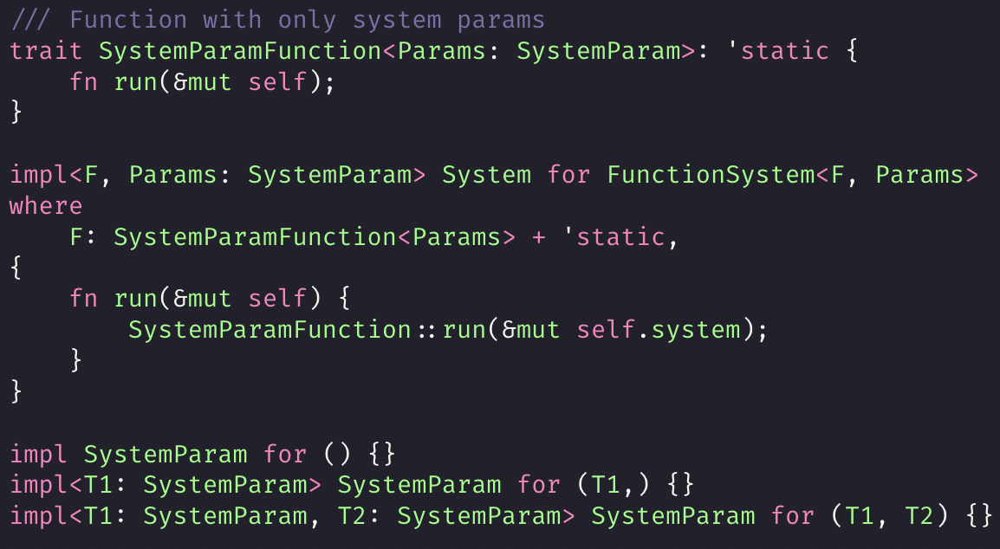 /// Function with only system params
trait SystemParamFunction<Params: SystemParam>: 'static {
    fn run(&mut self);
}

impl<F, Params: SystemParam> System for FunctionSystem<F, Params>
where
    F: SystemParamFunction<Params> + 'static,
{
    fn run(&mut self) {
        SystemParamFunction::run(&mut self.system);
    }
}

impl SystemParam for () {}
impl<T1: SystemParam> SystemParam for (T1,) {}
impl<T1: SystemParam, T2: SystemParam> SystemParam for (T1, T2) {}